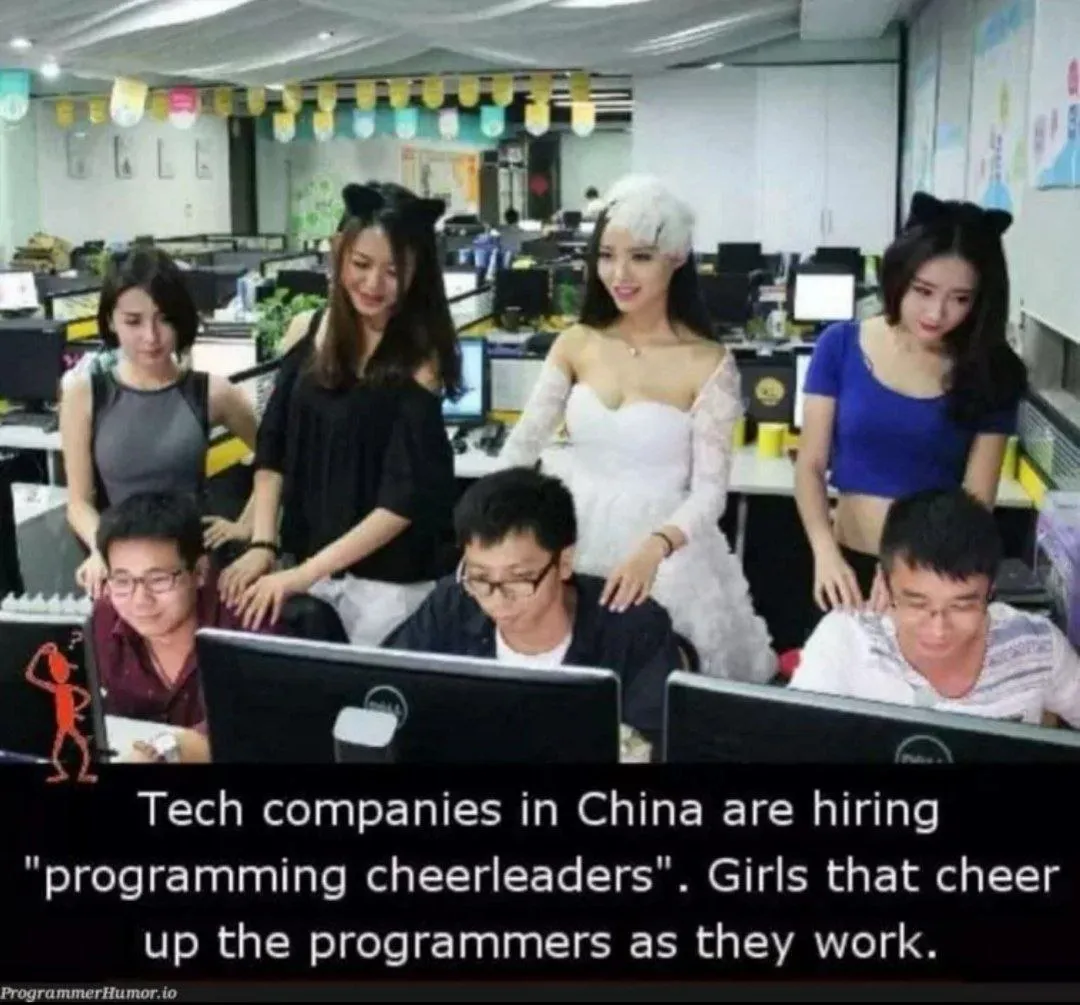 Tech companies in China are hiring
"programming cheerleaders". Girls that cheer
up the programmers as they work.
ProgrammerHumor.io